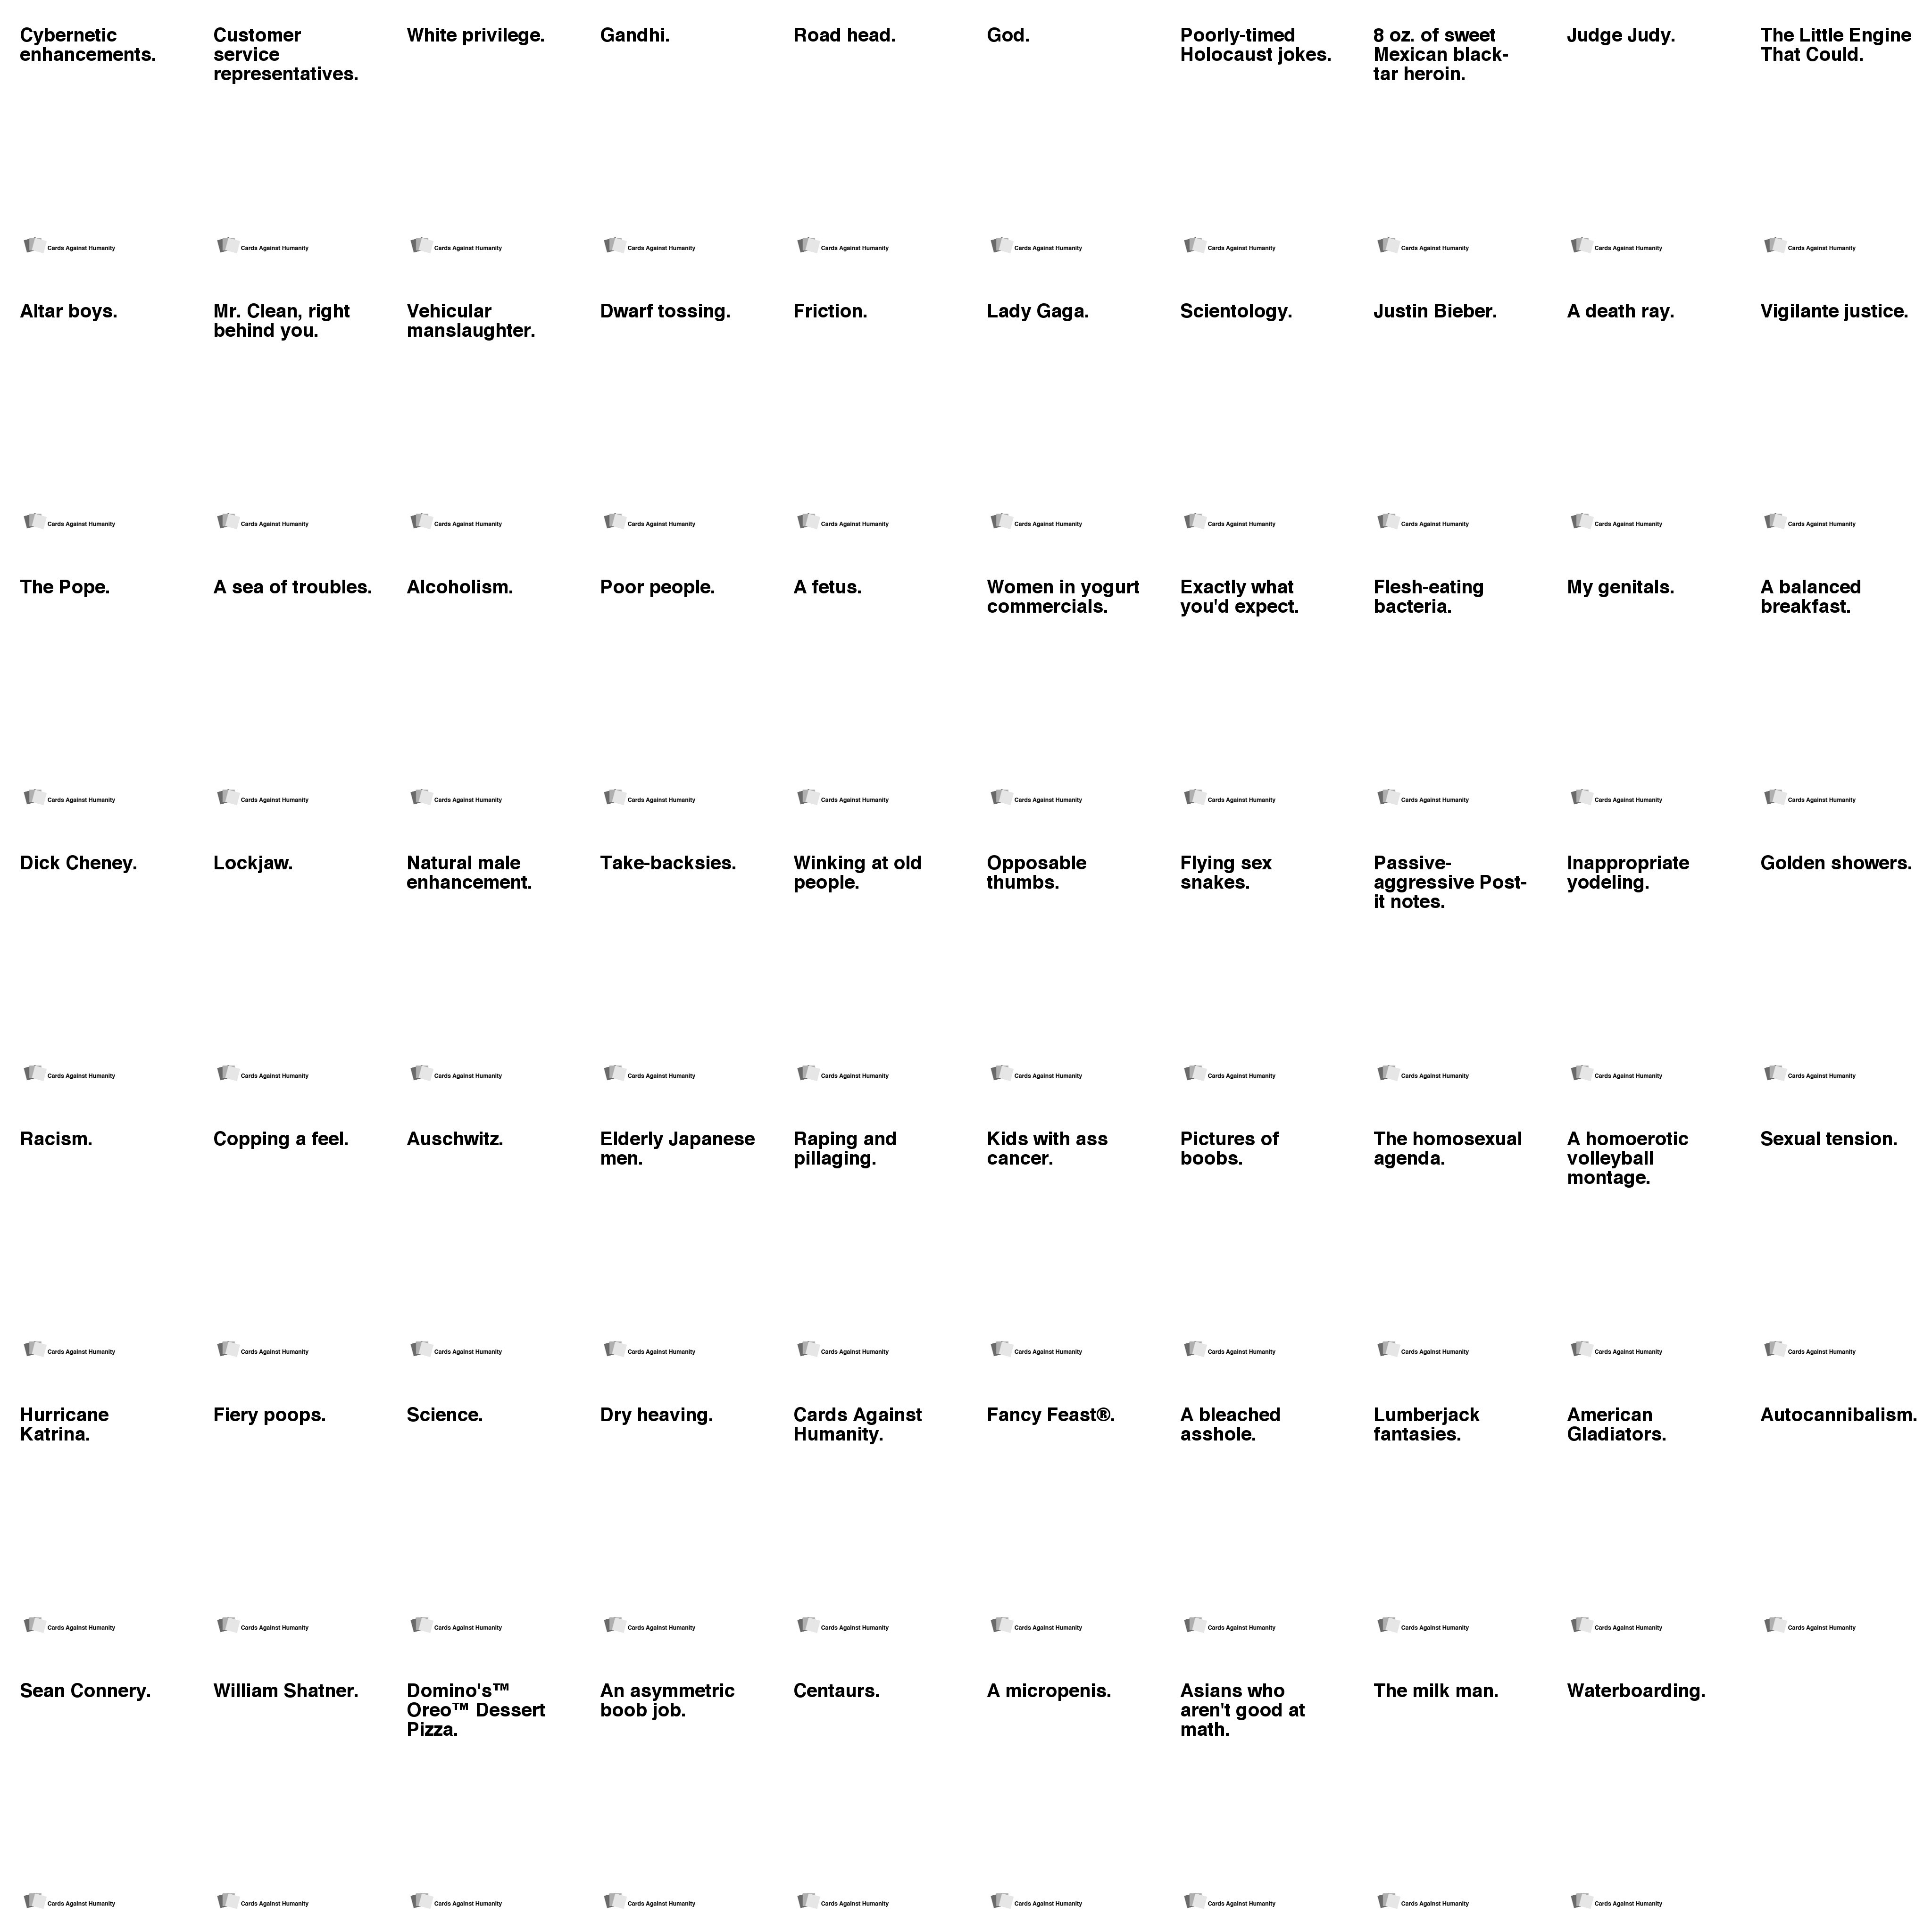 Cybernetic
enhancements.
Customer
service
representatives.
White privilege.
Gandhi.
Road head.
God.
Poorly-timed
Holocaust jokes.
8 oz. of sweet
Mexican black-
tar heroin.
Judge Judy.
The Little Engine
That Could.
Cards Against Humanity
Cards Against Humanity
Cards Against Humanity
Cards Against Humanity
Cards Against Humanity
Cards Against Humanity
Cards Against Humanity
Cards Against Humanity
Cards Against Humanity
Cards Against Humanity
Altar boys.
Mr. Clean, right
behind you.
Vehicular
manslaughter.
Dwarf tossing.
Friction.
Lady Gaga.
Scientology.
Justin Bieber.
A death ray.
Vigilante justice.
Cards Against Humanity
Cards Against Humanity
Cards Against Humanity
Cards Against Humanity
Cards Against Humanity
Cards Against Humanity
Cards Against Humanity
Cards Against Humanity
Cards Against Humanity
Cards Against Humanity
The Pope.
A sea of troubles.
Alcoholism.
Poor people.
A fetus.
Women in yogurt
commercials.
Exactly what
you'd expect.
Flesh-eating
bacteria.
My genitals.
A balanced
breakfast.
Cards Against Humanity
Cards Against Humanity
Cards Against Humanity
Cards Against Humanity
Cards Against Humanity
Cards Against Humanity
Cards Against Humanity
Cards Against Humanity
Cards Against Humanity
Cards Against Humanity
Dick Cheney.
Lockjaw.
Natural male
enhancement.
Take-backsies.
Winking at old
people.
Opposable
thumbs.
Flying sex
snakes.
Passive-
aggressive Post-
it notes.
Inappropriate
yodeling.
Golden showers.
Cards Against Humanity
Cards Against Humanity
Cards Against Humanity
Cards Against Humanity
Cards Against Humanity
Cards Against Humanity
Cards Against Humanity
Cards Against Humanity
Cards Against Humanity
Cards Against Humanity
Racism.
Copping a feel.
Auschwitz.
Elderly Japanese
men.
Raping and
pillaging.
Kids with ass
cancer.
Pictures of
boobs.
The homosexual
agenda.
A homoerotic
volleyball
montage.
Sexual tension.
Cards Against Humanity
Cards Against Humanity
Cards Against Humanity
Cards Against Humanity
Cards Against Humanity
Cards Against Humanity
Cards Against Humanity
Cards Against Humanity
Cards Against Humanity
Cards Against Humanity
Hurricane
Katrina.
Fiery poops.
Science.
Dry heaving.
Cards Against
Humanity.
Fancy Feast®.
A bleached
asshole.
Lumberjack
fantasies.
American
Gladiators.
Autocannibalism.
Cards Against Humanity
Cards Against Humanity
Cards Against Humanity
Cards Against Humanity
Cards Against Humanity
Cards Against Humanity
Cards Against Humanity
Cards Against Humanity
Cards Against Humanity
Cards Against Humanity
Sean Connery.
William Shatner.
Domino's™
Oreo™ Dessert
Pizza.
An asymmetric
boob job.
Centaurs.
A micropenis.
Asians who
aren't good at
math.
The milk man.
Waterboarding.
Cards Against Humanity
Cards Against Humanity
Cards Against Humanity
Cards Against Humanity
Cards Against Humanity
Cards Against Humanity
Cards Against Humanity
Cards Against Humanity
Cards Against Humanity